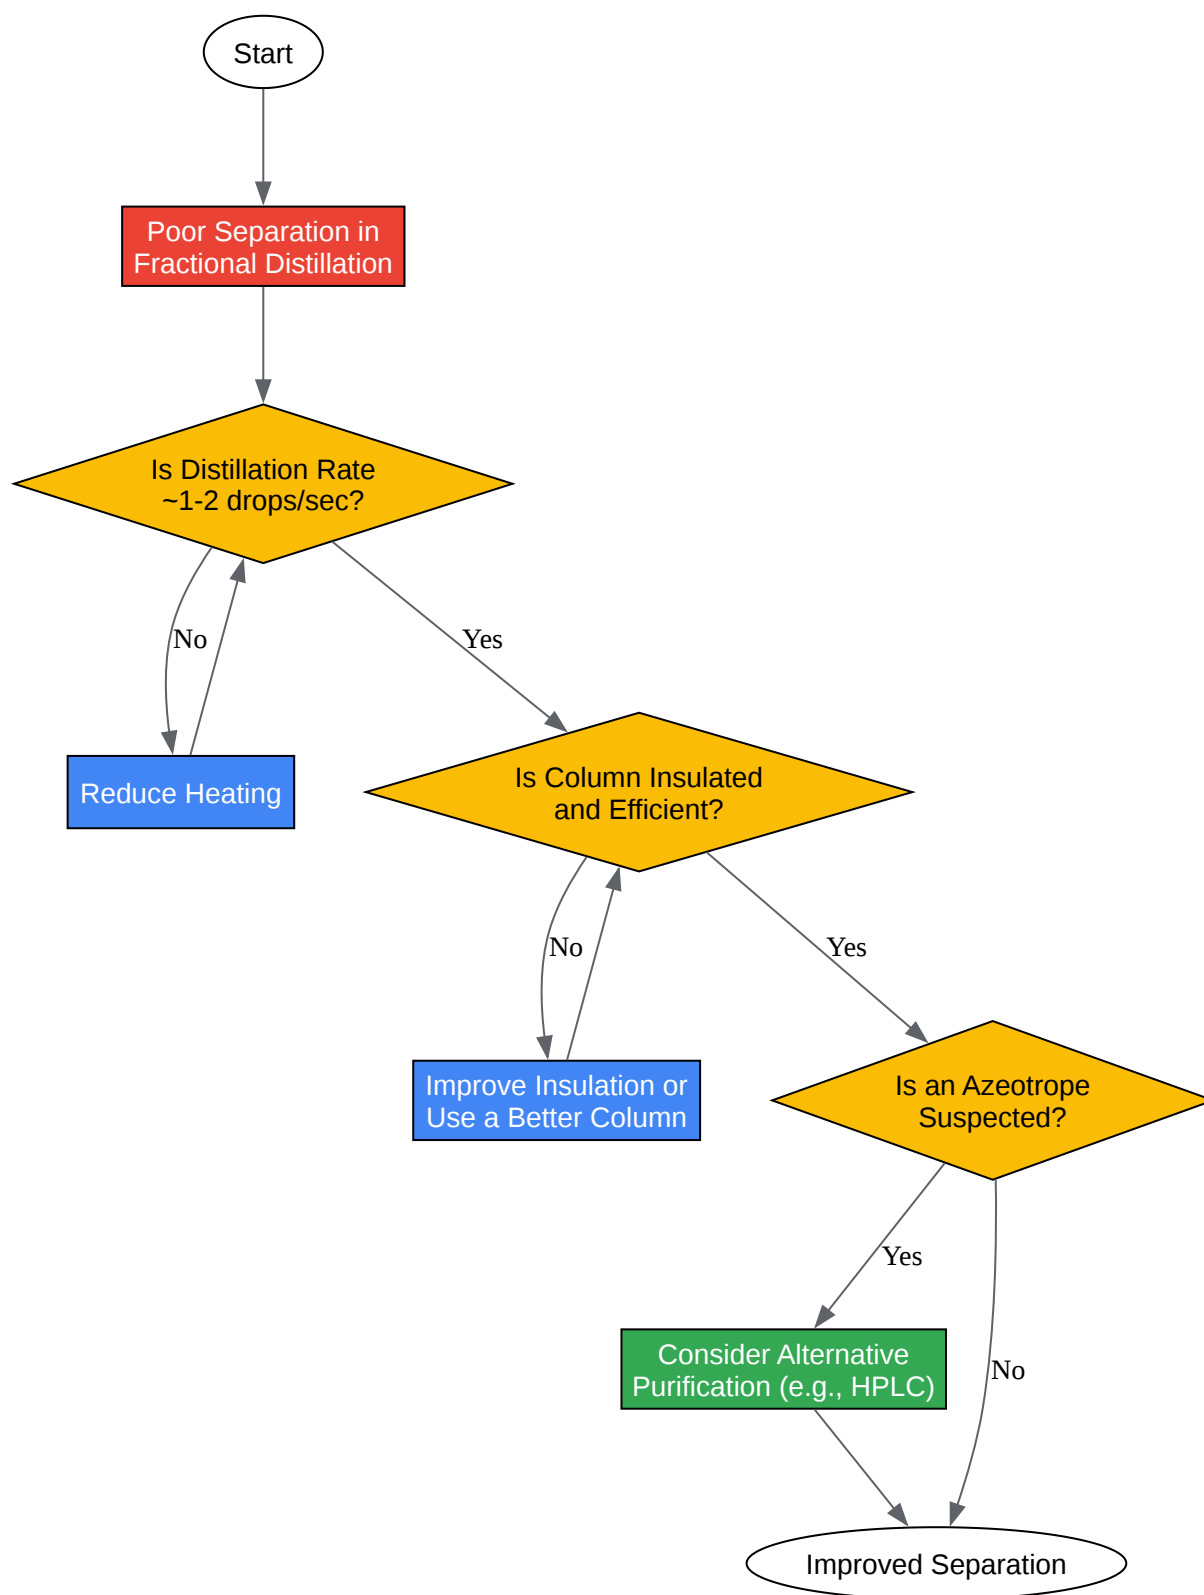 Start
Poor Separation in
Fractional Distillation
Is Distillation Rate
~1-2 drops/sec?
No
Yes
Reduce Heating
Is Column Insulated
and Efficient?
No
Yes
Improve Insulation or
Use a Better Column
Is an Azeotrope
Suspected?
Yes
Consider Alternative
Purification (e.g., HPLC)
No
Improved Separation